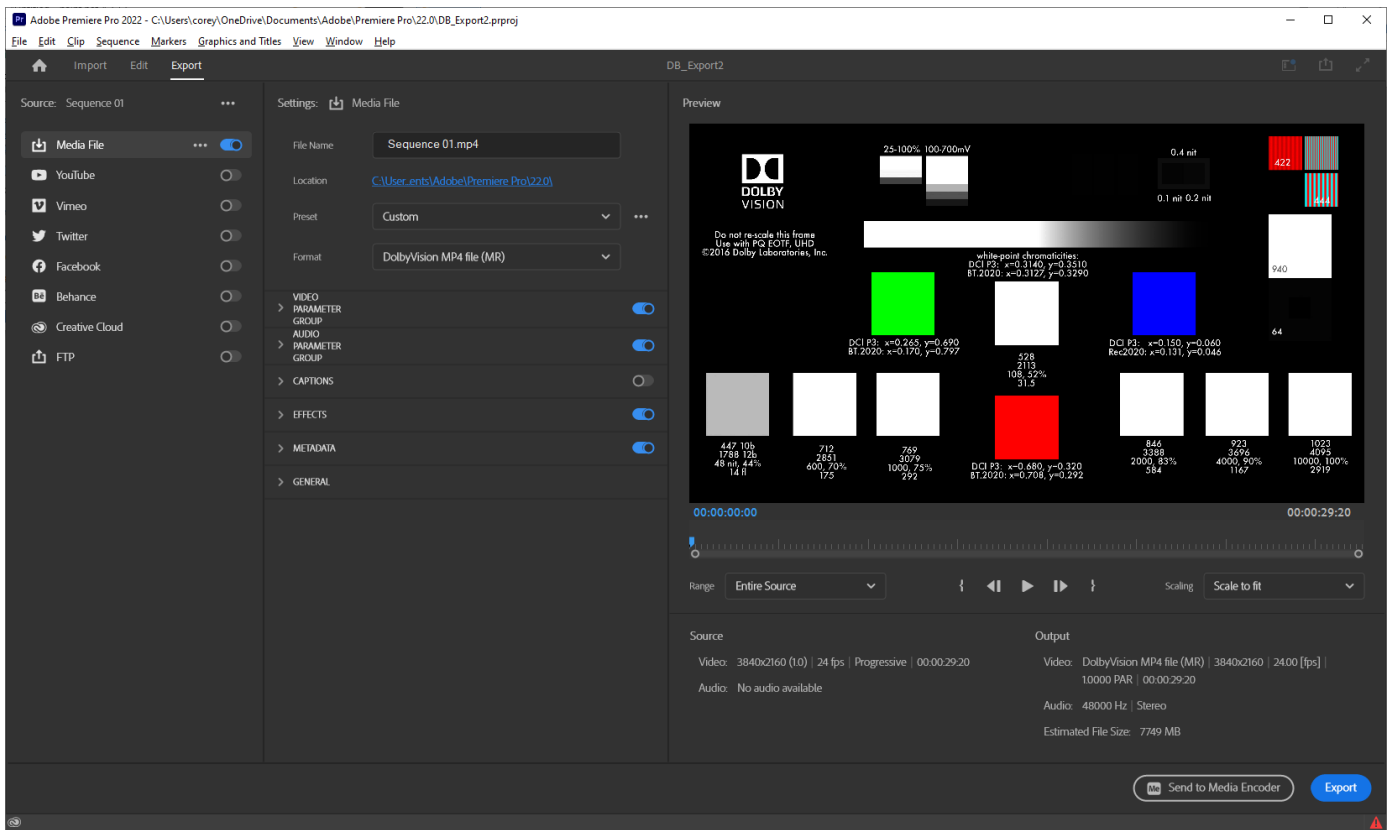 Pr Adobe Premiere Pro 2022 - C:\Users\corey\OneDrive\Documents\Adobe\Premiere Pro\22.0\DB_Export2.prproj
File Edit Clip Sequence Markers Graphics and Titles View Window Help
Import Edit Export
DB_Export2
Source: Sequence 01
Media File
YouTube
Vimeo
Twitter
Facebook
Bē Behance
Creative Cloud
FTP
Settings: Media File
File Name Sequence 01.mp4
Location C:\User..ents\Adobe\Premiere Pro\22.0\
Preset Custom
Format DolbyVision MP4 file (MR)
VIDEO
PARAMETER
GROUP
AUDIO
PARAMETER
GROUP
CAPTIONS
EFFECTS
METADATA
GENERAL
Preview
DOLBY
VISION
25-100% 100-700mV
0.4 nit
0.1 nit 0.2 nit
422
444
Do not re-scale this frame
Use with PQ EOTF, UHD
©2016 Dolby Laboratories, Inc.
white-point chromaticities:
DCI P3: x=0.3140, y=0.3510
BT.2020: x=0.3127, y=0.3290
940
64
DCI P3: x=0.265, y=0.690
BT.2020: x=0.170, y=0.797
528
2113
108, 52%
31.5
DCI P3: x=0.150, y=0.060
Rec2020: x=0.131, y=0.046
447 10b
1788 12b
48 nit, 44%
14 fl
712
2851
600, 70%
175
769
3079
1000, 75%
292
DCI P3: x=0.680, y=0.320
BT.2020: x=0.708, y=0.292
846
3388
2000, 83%
584
923
3696
4000, 90%
1167
1023
4095
10000, 100%
2919
00:00:00:00
00:00:29:20
Range Entire Source
Scaling Scale to fit
Source
Video: 3840x2160 (1.0) | 24 fps | Progressive | 00:00:29:20
Audio: No audio available
Output
Video: DolbyVision MP4 file (MR) | 3840x2160 | 24.00 [fps] |
1.0000 PAR | 00:00:29:20
Audio: 48000 Hz | Stereo
Estimated File Size: 7749 MB
Me Send to Media Encoder
Export